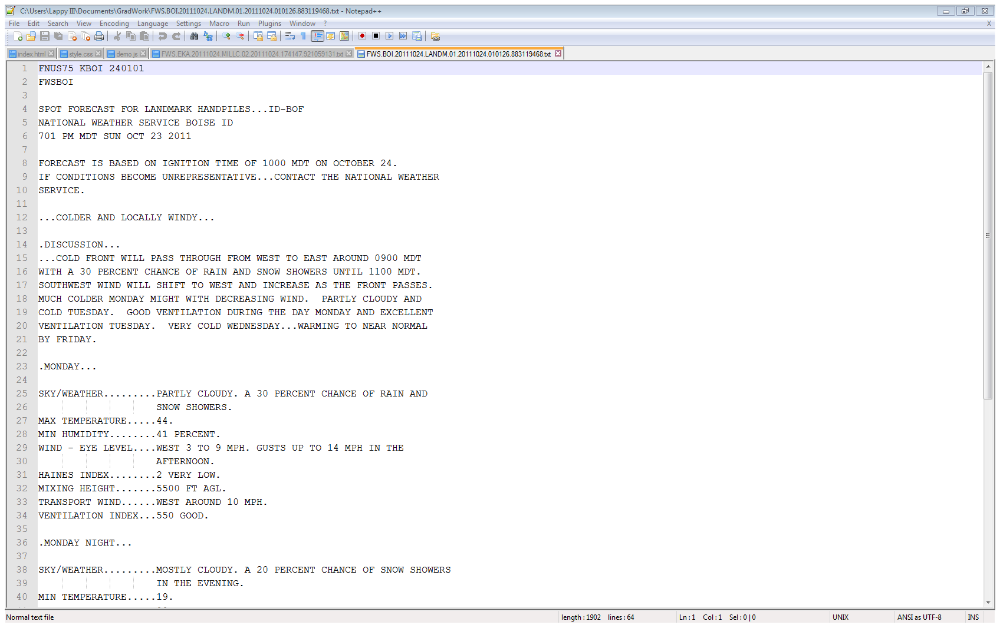 C:\Users\Lappy III\Documents\GradWork\FWS.BOI.20111024.LANDM.01.20111024.010126.883119468.txt - Notepad++
File Edit Search View Encoding Language Settings Macro Run Plugins Window ? X
index.html style.css demo.js FWS.EKA.20111024.MILLC.02.20111024.174147.921059131.txt FWS.BOI.20111024.LANDM.01.20111024.010126.883119468.txt
1 FNUS75 KBOI 240101
2 FWSBOI
3
4 SPOT FORECAST FOR LANDMARK HANDPILES...ID-BOF
5 NATIONAL WEATHER SERVICE BOISE ID
6 701 PM MDT SUN OCT 23 2011
7
8 FORECAST IS BASED ON IGNITION TIME OF 1000 MDT ON OCTOBER 24.
9 IF CONDITIONS BECOME UNREPRESENTATIVE...CONTACT THE NATIONAL WEATHER
10 SERVICE.
11
12 ...COLDER AND LOCALLY WINDY...
13
14 .DISCUSSION...
15 ...COLD FRONT WILL PASS THROUGH FROM WEST TO EAST AROUND 0900 MDT
16 WITH A 30 PERCENT CHANCE OF RAIN AND SNOW SHOWERS UNTIL 1100 MDT.
17 SOUTHWEST WIND WILL SHIFT TO WEST AND INCREASE AS THE FRONT PASSES.
18 MUCH COLDER MONDAY MIGHT WITH DECREASING WIND.  PARTLY CLOUDY AND
19 COLD TUESDAY.  GOOD VENTILATION DURING THE DAY MONDAY AND EXCELLENT
20 VENTILATION TUESDAY.  VERY COLD WEDNESDAY...WARMING TO NEAR NORMAL
21 BY FRIDAY.
22
23 .MONDAY...
24
25 SKY/WEATHER.........PARTLY CLOUDY. A 30 PERCENT CHANCE OF RAIN AND
26 SNOW SHOWERS.
27 MAX TEMPERATURE.....44.
28 MIN HUMIDITY........41 PERCENT.
29 WIND - EYE LEVEL....WEST 3 TO 9 MPH. GUSTS UP TO 14 MPH IN THE
30 AFTERNOON.
31 HAINES INDEX........2 VERY LOW.
32 MIXING HEIGHT.......5500 FT AGL.
33 TRANSPORT WIND......WEST AROUND 10 MPH.
34 VENTILATION INDEX...550 GOOD.
35
36 .MONDAY NIGHT...
37
38 SKY/WEATHER.........MOSTLY CLOUDY. A 20 PERCENT CHANCE OF SNOW SHOWERS
39 IN THE EVENING.
40 MIN TEMPERATURE.....19.
Normal text file length : 1902 lines : 64 Ln : 1 Col : 1 Sel : 0 | 0 UNIX ANSI as UTF-8 INS